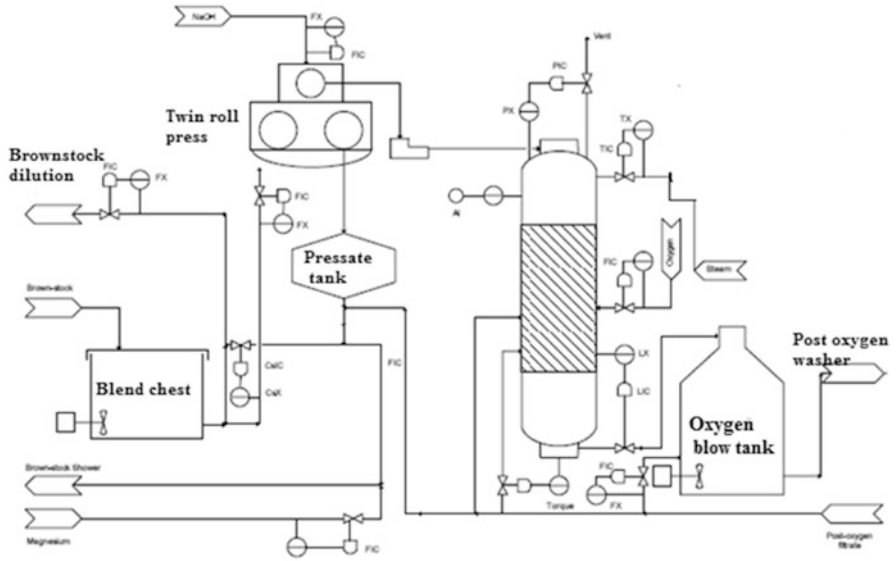 NaOH
FX
FIC
Vent
PIC
PX
Twin roll
press
TX
TIC
Brownstock
dilution
FIC
FX
FIC
FX
AI
Oxygen
Steam
FIC
Pressate
tank
Brown-stock
FIC
CsIC
CsX
LX
LIC
Post oxygen
washer
Blend chest
Oxygen
blow tank
Brown-stock Shower
FIC
FX
Torque
Magnesium
FIC
Post-oxygen
filtrate